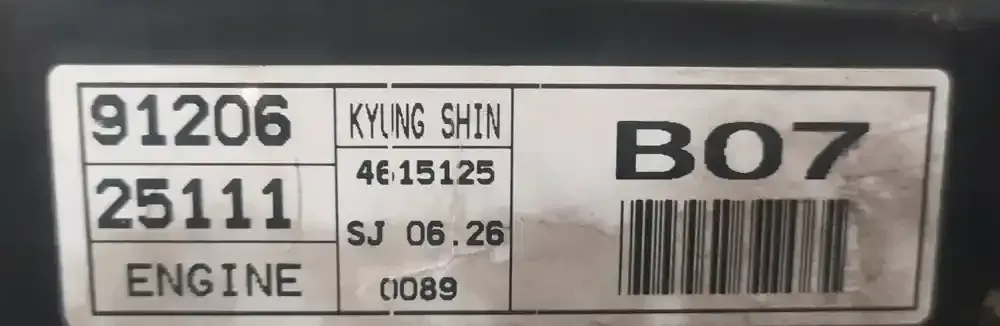 91206
25111
ENGINE
KYUNG SHIN
4615125
SJ 06.26
0089
B07